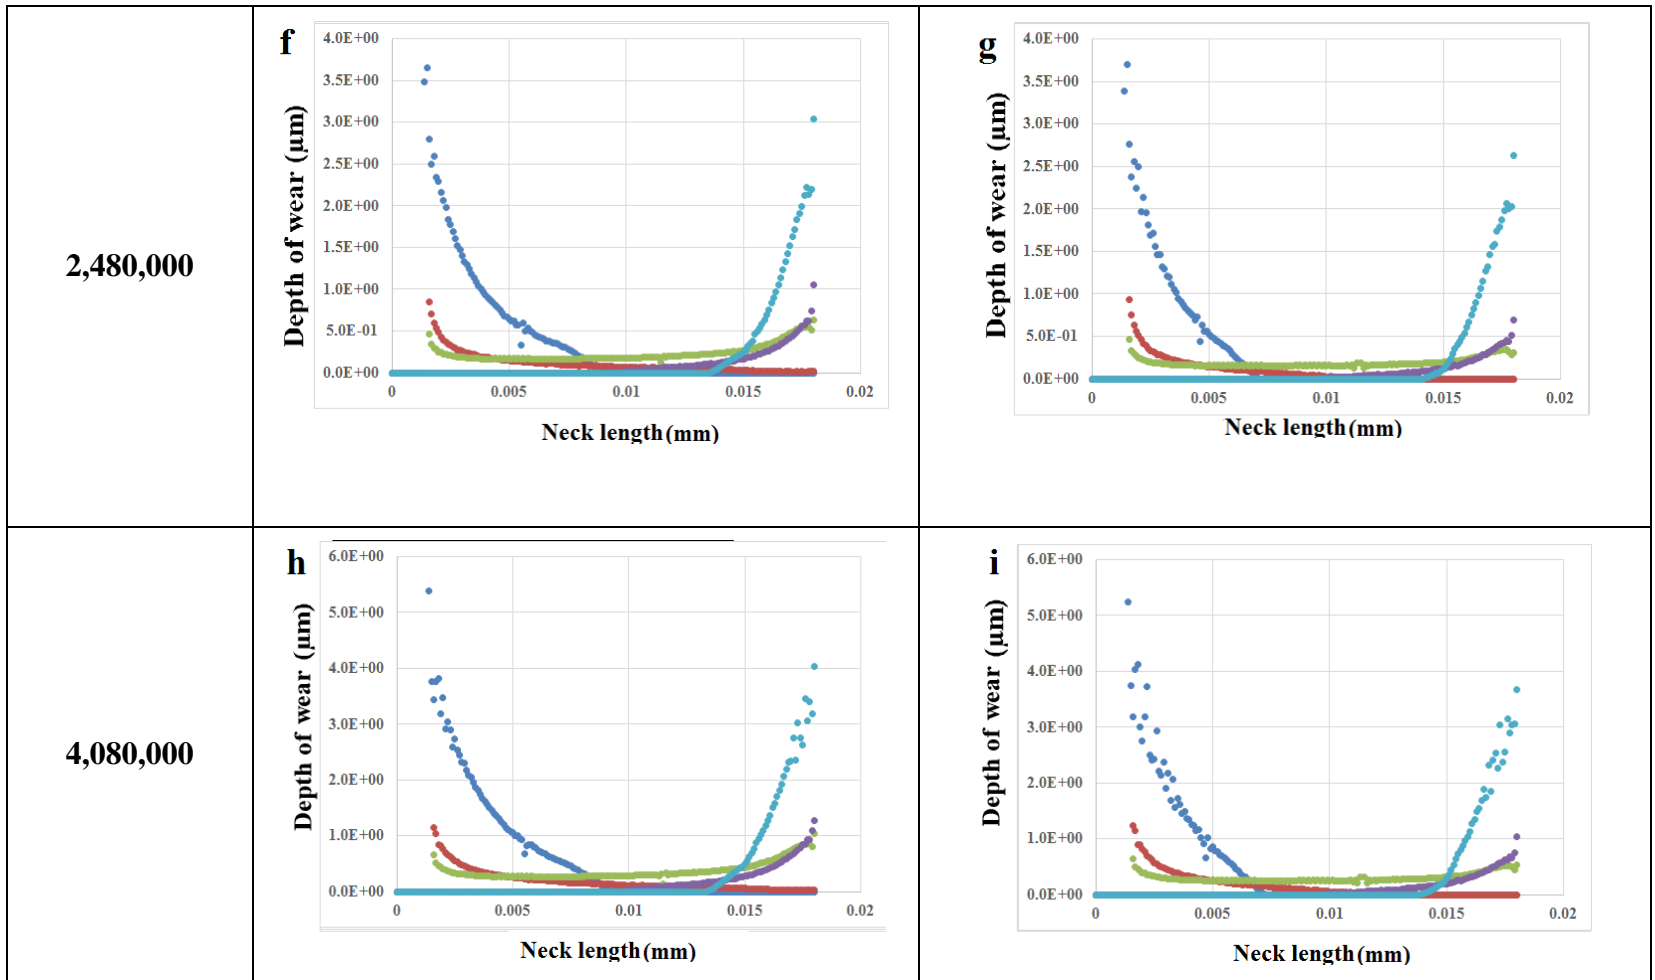 2,480,000
f
Depth of wear (µm)
4.0E+00
3.5E+00
3.0E+00
2.5E+00
2.0E+00
1.5E+00
1.0E+00
5.0E-01
0.0E+00
0 0.005 0.01 0.015 0.02
Neck length (mm)
g
Depth of wear (µm)
4.0E+00
3.5E+00
3.0E+00
2.5E+00
2.0E+00
1.5E+00
1.0E+00
5.0E-01
0.0E+00
0 0.005 0.01 0.015 0.02
Neck length (mm)
4,080,000
h
Depth of wear (µm)
6.0E+00
5.0E+00
4.0E+00
3.0E+00
2.0E+00
1.0E+00
0.0E+00
0 0.005 0.01 0.015 0.02
Neck length (mm)
i
Depth of wear (µm)
6.0E+00
5.0E+00
4.0E+00
3.0E+00
2.0E+00
1.0E+00
0.0E+00
0 0.005 0.01 0.015 0.02
Neck length (mm)